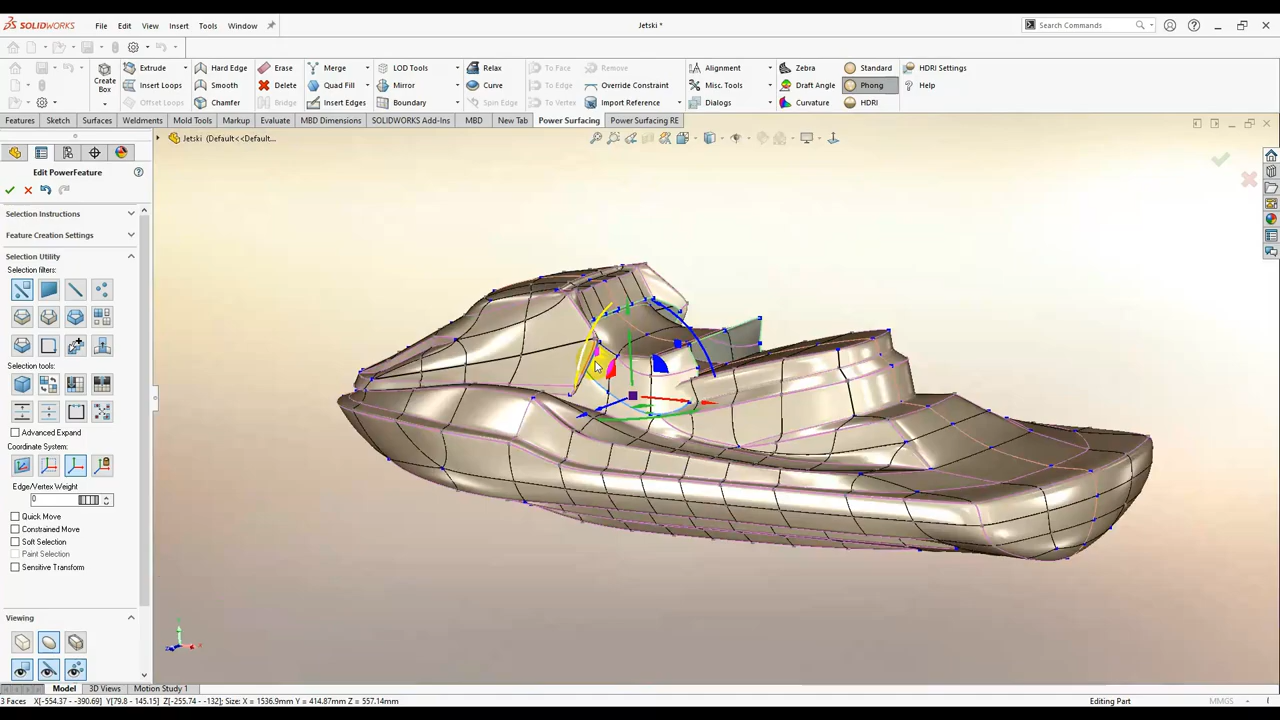 SOLIDWORKS File Edit View Insert Tools Window Jetski * Search Commands
Extrude Hard Edge Erase Merge LOD Tools Relax To Face Remove Alignment Zebra Standard HDRI Settings
Create Box Insert Loops Smooth Delete Quad Fill Mirror Curve To Edge Override Constraint Misc. Tools Draft Angle Phong Help
Offset Loops Chamfer Bridge Insert Edges Boundary Spin Edge To Vertex Import Reference Dialogs Curvature HDRI
Features Sketch Surfaces Weldments Mold Tools Markup Evaluate MBD Dimensions SOLIDWORKS Add-Ins MBD New Tab Power Surfacing Power Surfacing RE
Jetski (Default<<Default...
Edit PowerFeature
Selection Instructions
Feature Creation Settings
Selection Utility
Selection filters:
Selection tools:
Advanced Expand
Coordinate System:
Edge/Vertex Weight
0
Quick Move
Constrained Move
Soft Selection
Paint Selection
Sensitive Transform
Viewing
Model 3D Views Motion Study 1
3 Faces X[-554.37 - -390.69] Y[79.8 - 145.15] Z[-255.74 - -132]; Size: X = 1536.9mm Y = 414.87mm Z = 557.14mm Editing Part MMGS